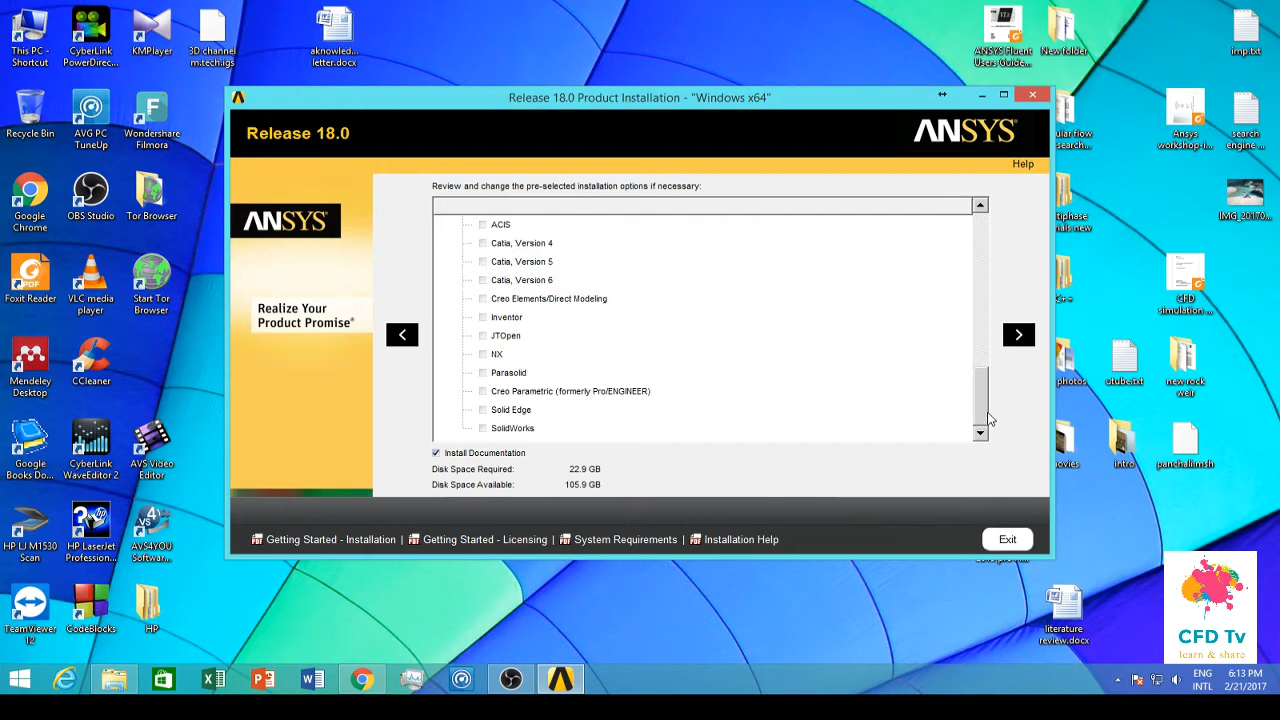 This PC -
Shortcut
CyberLink
PowerDirec...
KMPlayer
3D channel
m.tech.igs
aknowled...
letter.docx
ANSYS Fluent
Users Guide...
New folder
imp.txt
Recycle Bin
AVG PC
TuneUp
Wondershare
Filmora
Release 18.0 Product Installation - "Windows x64"
Release 18.0
ANSYS
Help
ular flow
search...
Ansys
workshop-i...
search
engine ...
Google
Chrome
OBS Studio
Tor Browser
ANSYS
Realize Your
Product Promise®
Review and change the pre-selected installation options if necessary:
ACIS
Catia, Version 4
Catia, Version 5
Catia, Version 6
Creo Elements/Direct Modeling
Inventor
JTOpen
NX
Parasolid
Creo Parametric (formerly Pro/ENGINEER)
Solid Edge
SolidWorks
Install Documentation
Disk Space Required: 22.9 GB
Disk Space Available: 105.9 GB
ltiphase
nals new
IMG_20170...
Foxit Reader
VLC media
player
Start Tor
Browser
C++
CFD
simulation ...
Mendeley
Desktop
CCleaner
photos
utube.txt
new rock
weir
Google
Books Do...
CyberLink
WaveEditor 2
AVS Video
Editor
ovies
intro
panchal.msh
HP LJ M1530
Scan
HP LaserJet
Profession...
AVS4YOU
Softwar...
Getting Started - Installation | Getting Started - Licensing | System Requirements | Installation Help
Exit
TeamViewer
12
CodeBlocks
HP
literature
review.docx
CFD Tv
learn & share
ENG
INTL
6:13 PM
2/21/2017